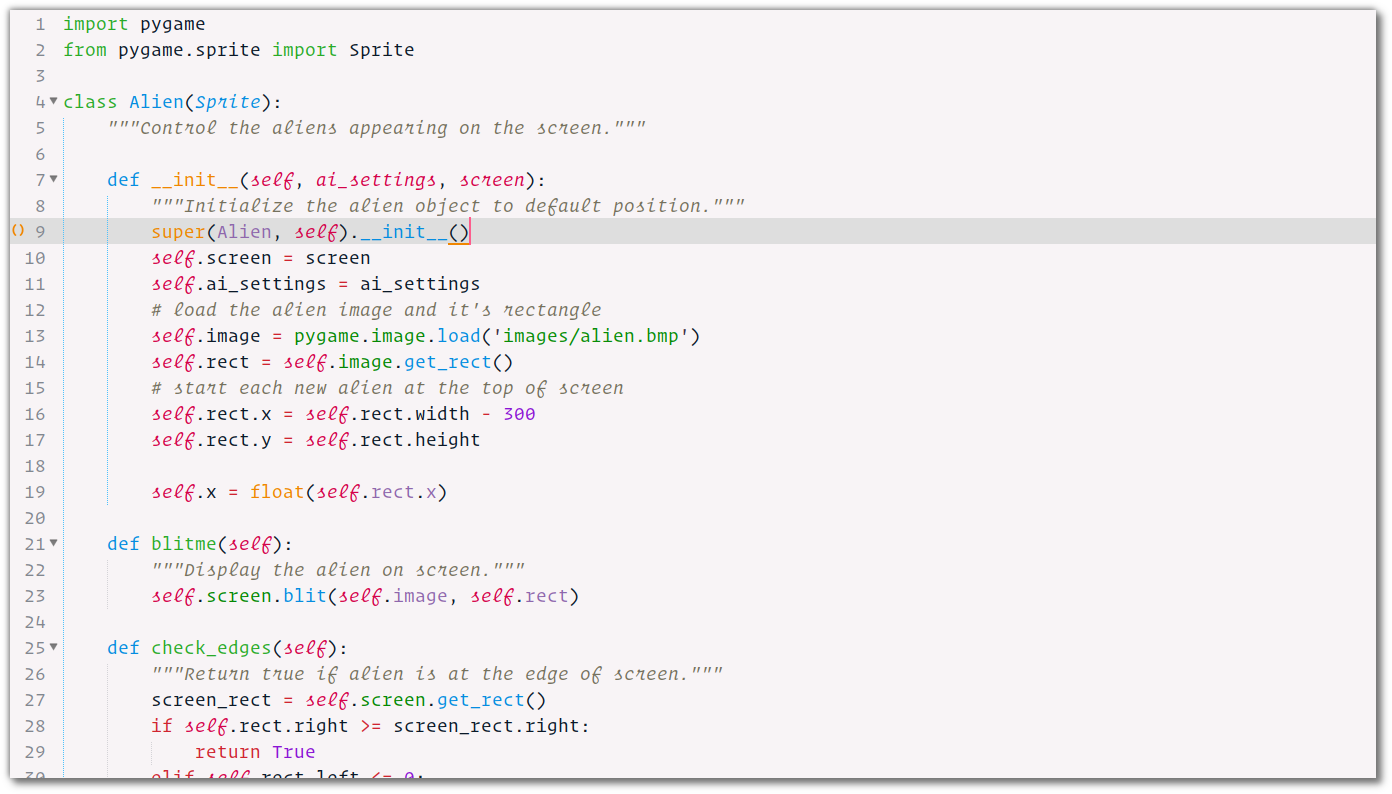 1 import pygame
2 from pygame.sprite import Sprite
3
4 class Alien(Sprite):
5     """Control the aliens appearing on the screen."""
6
7     def __init__(self, ai_settings, screen):
8         """Initialize the alien object to default position."""
() 9         super(Alien, self).__init__()
10         self.screen = screen
11         self.ai_settings = ai_settings
12         # load the alien image and it's rectangle
13         self.image = pygame.image.load('images/alien.bmp')
14         self.rect = self.image.get_rect()
15         # start each new alien at the top of screen
16         self.rect.x = self.rect.width - 300
17         self.rect.y = self.rect.height
18
19         self.x = float(self.rect.x)
20
21     def blitme(self):
22         """Display the alien on screen."""
23         self.screen.blit(self.image, self.rect)
24
25     def check_edges(self):
26         """Return true if alien is at the edge of screen."""
27         screen_rect = self.screen.get_rect()
28         if self.rect.right >= screen_rect.right:
29             return True
30         elif self.rect.left <= 0: